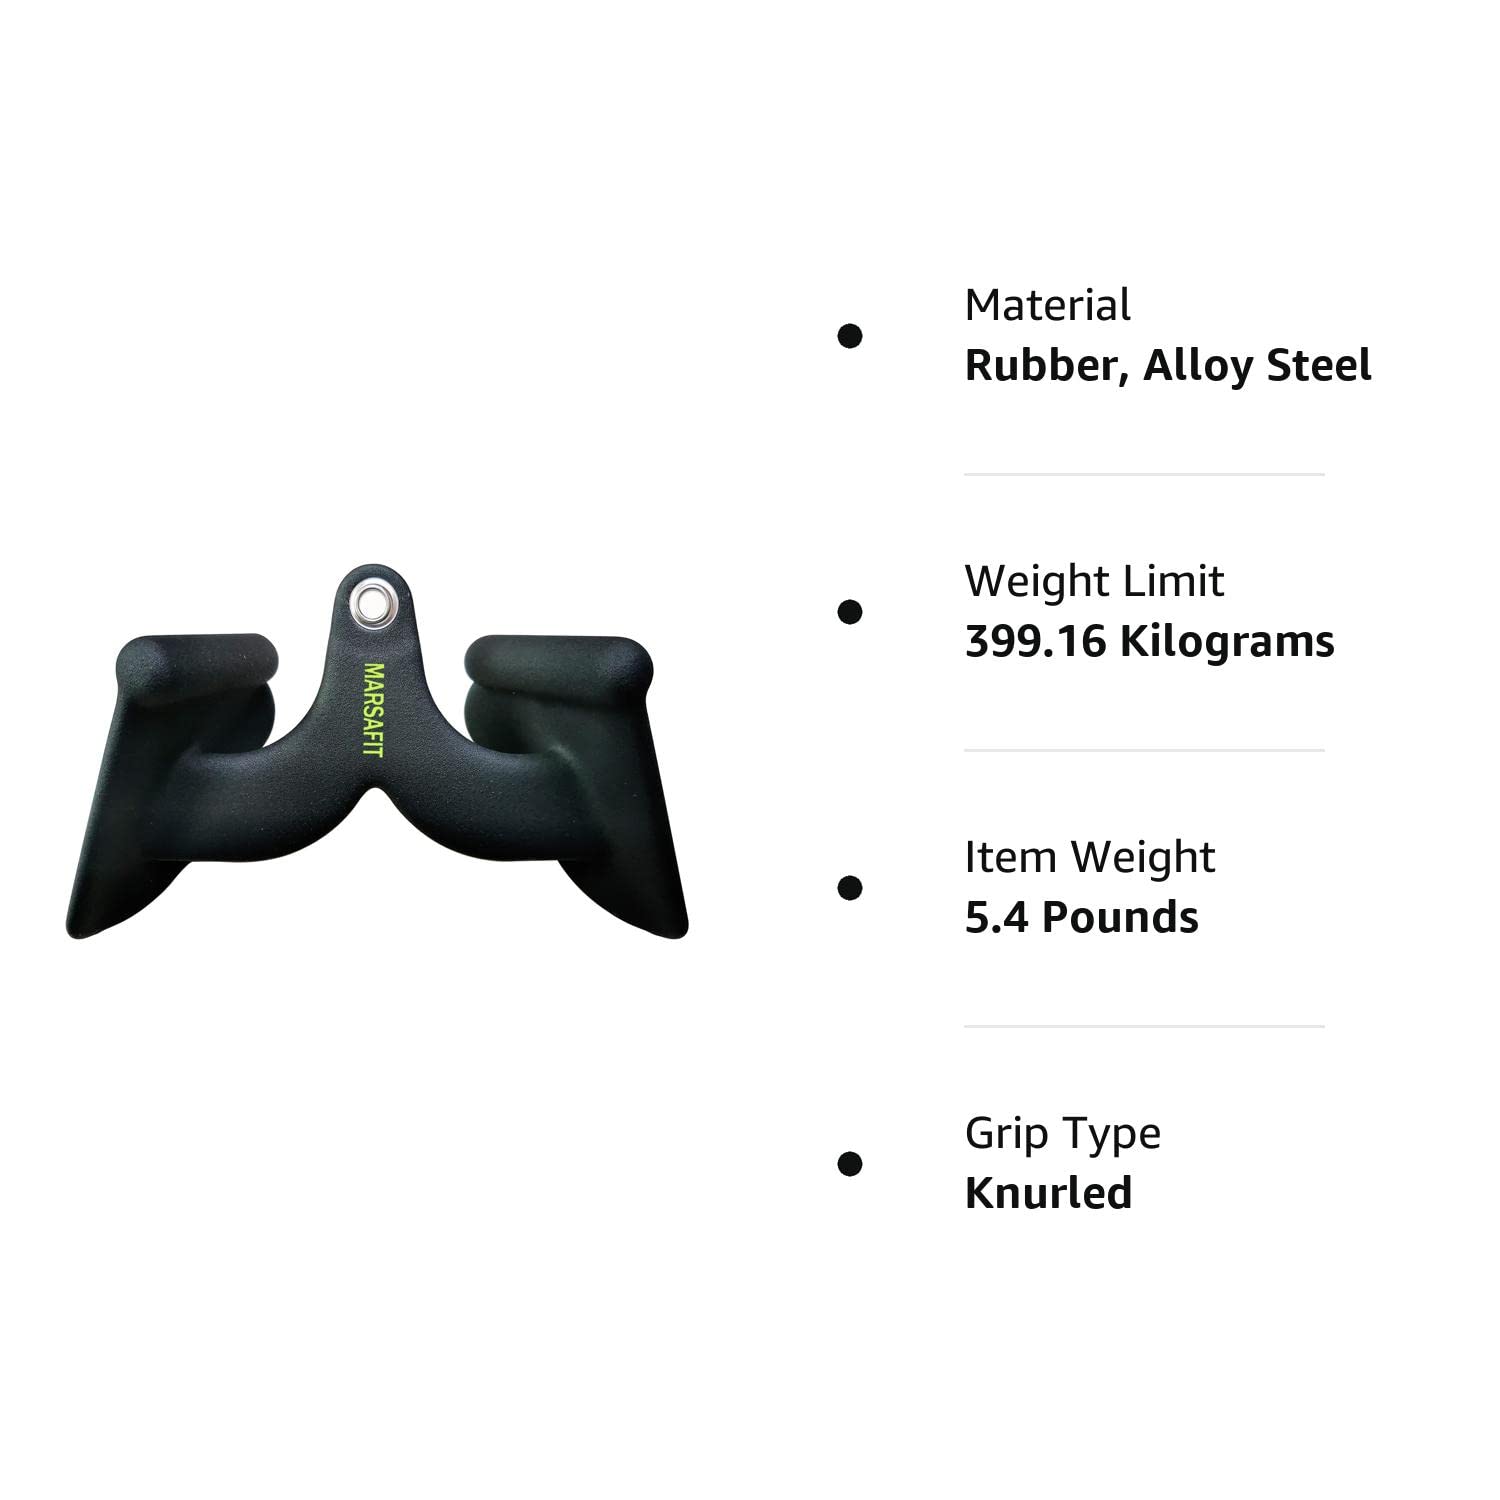 MARSAFIT
Material
Rubber, Alloy Steel
Weight Limit
399.16 Kilograms
Item Weight
5.4 Pounds
Grip Type
Knurled